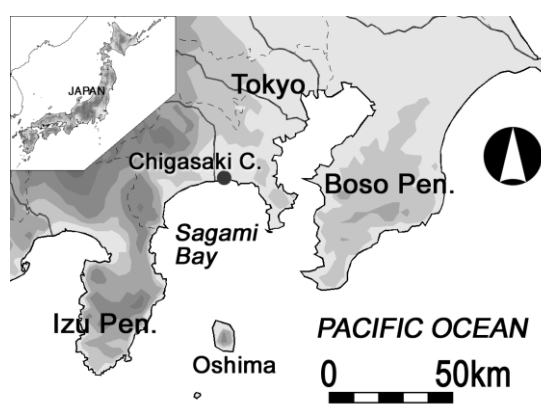 JAPAN
Tokyo
Chigasaki C.
Boso Pen.
Sagami
Bay
Izu Pen.
PACIFIC OCEAN
Oshima
0 50km